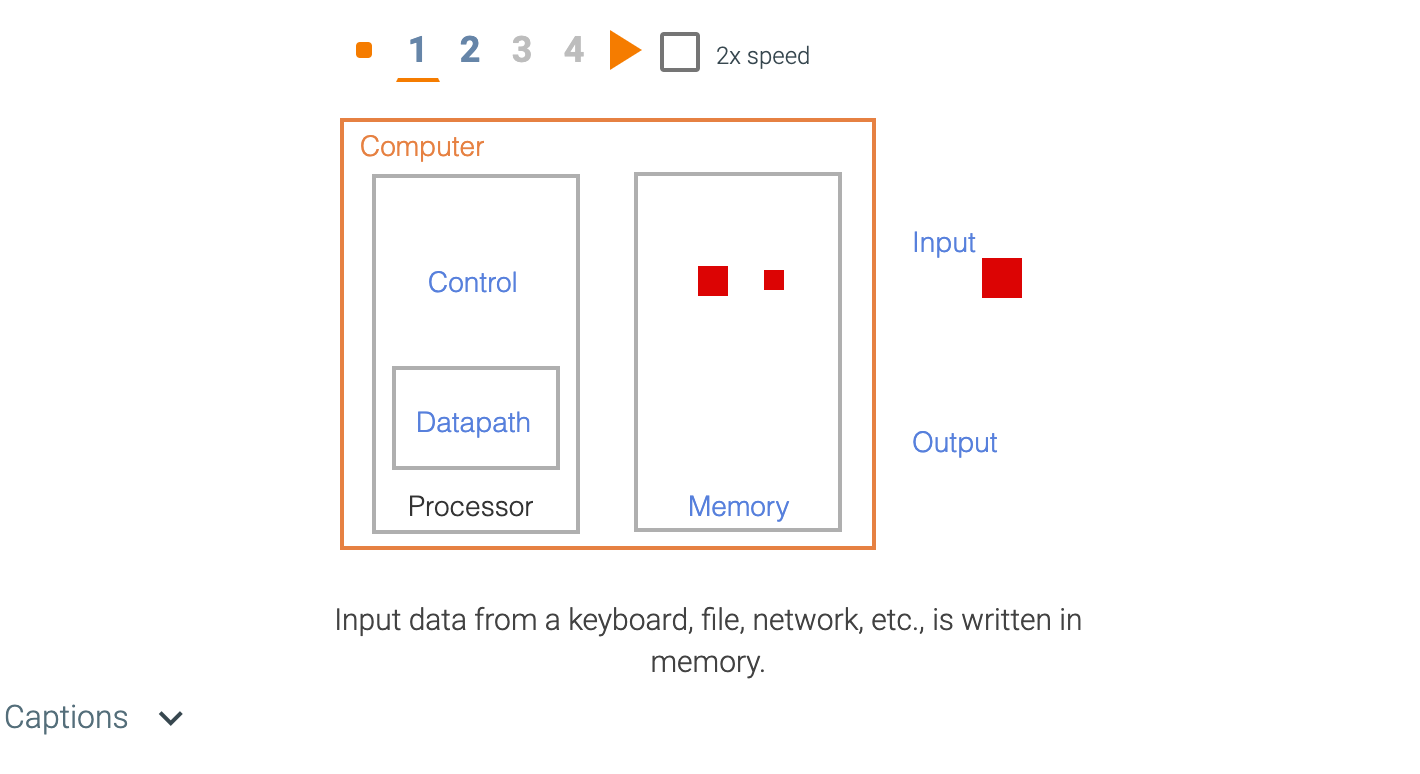 1 2 3 4 2x speed
Computer
Input
Control
Datapath
Output
Processor
Memory
Input data from a keyboard, file, network, etc., is written in
memory.
Captions